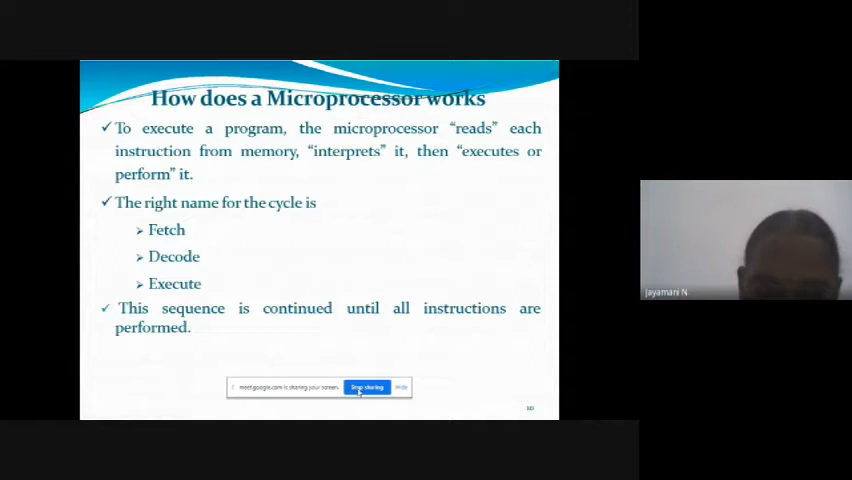 How does a Microprocessor works
✓ To execute a program, the microprocessor “reads” each
instruction from memory, “interprets” it, then “executes or
perform” it.
✓ The right name for the cycle is
➢ Fetch
➢ Decode
➢ Execute
✓ This sequence is continued until all instructions are
performed.
meet.google.com is sharing your screen. Stop sharing Hide
jayamani N